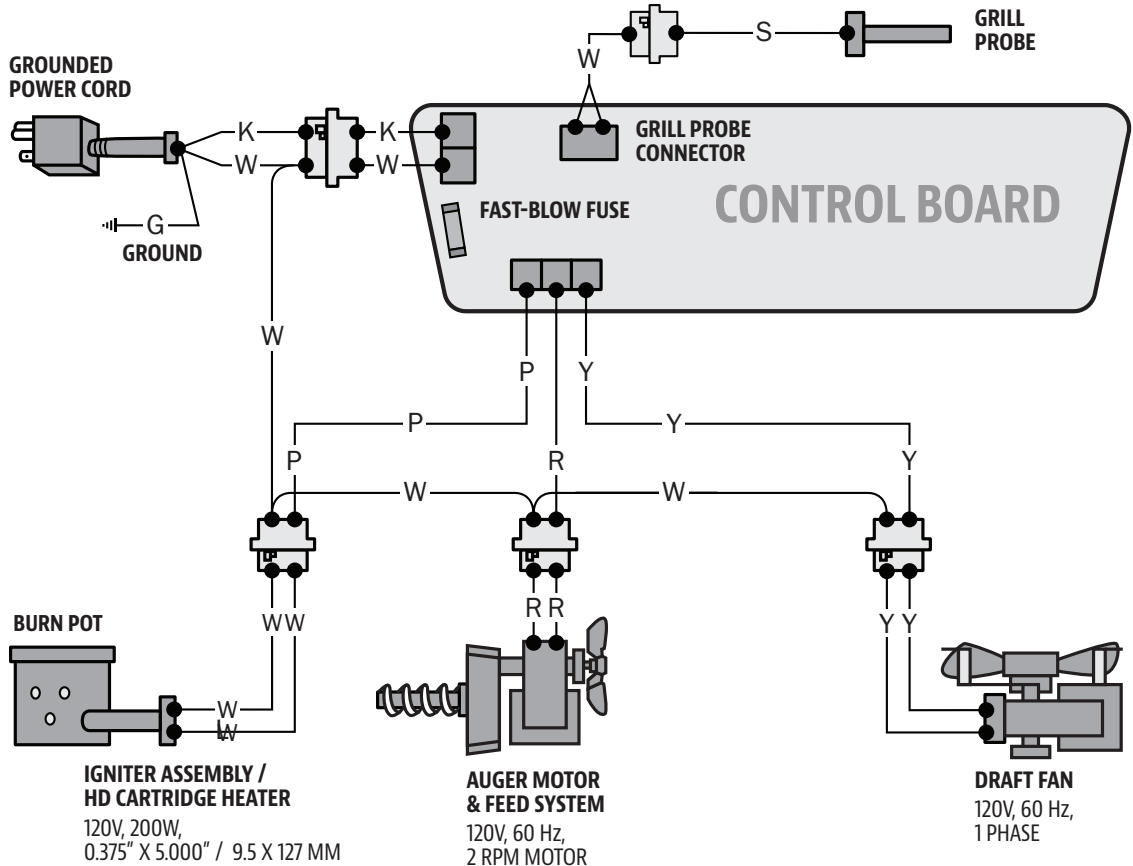 GRILL
PROBE
S
W
GROUNDED
POWER CORD
K
K
W
W
GRILL PROBE
CONNECTOR
CONTROL BOARD
FAST-BLOW FUSE
G
GROUND
W
P
Y
P
Y
P
R
Y
W
W
W W
R R
Y Y
BURN POT
W
W
IGNITER ASSEMBLY /
HD CARTRIDGE HEATER
120V, 200W,
0.375" X 5.000" / 9.5 X 127 MM
AUGER MOTOR
& FEED SYSTEM
120V, 60 Hz,
2 RPM MOTOR
DRAFT FAN
120V, 60 Hz,
1 PHASE